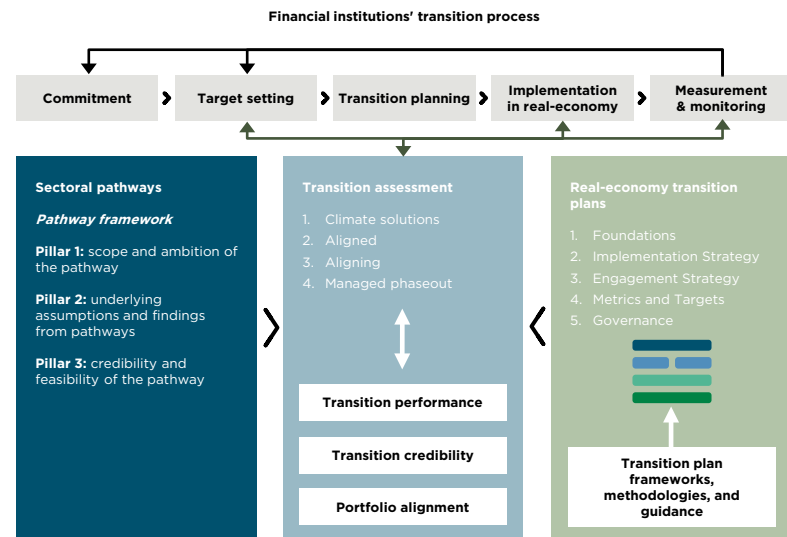 Financial institutions' transition process
Commitment
Target setting
Transition planning
Implementation
in real-economy
Measurement
& monitoring
Sectoral pathways
Pathway framework
Pillar 1: scope and ambition of
the pathway
Pillar 2: underlying
assumptions and findings
from pathways
Pillar 3: credibility and
feasibility of the pathway
Transition assessment
1. Climate solutions
2. Aligned
3. Aligning
4. Managed phaseout
Transition performance
Transition credibility
Portfolio alignment
Real-economy transition
plans
1. Foundations
2. Implementation Strategy
3. Engagement Strategy
4. Metrics and Targets
5. Governance
Transition plan
frameworks,
methodologies, and
guidance